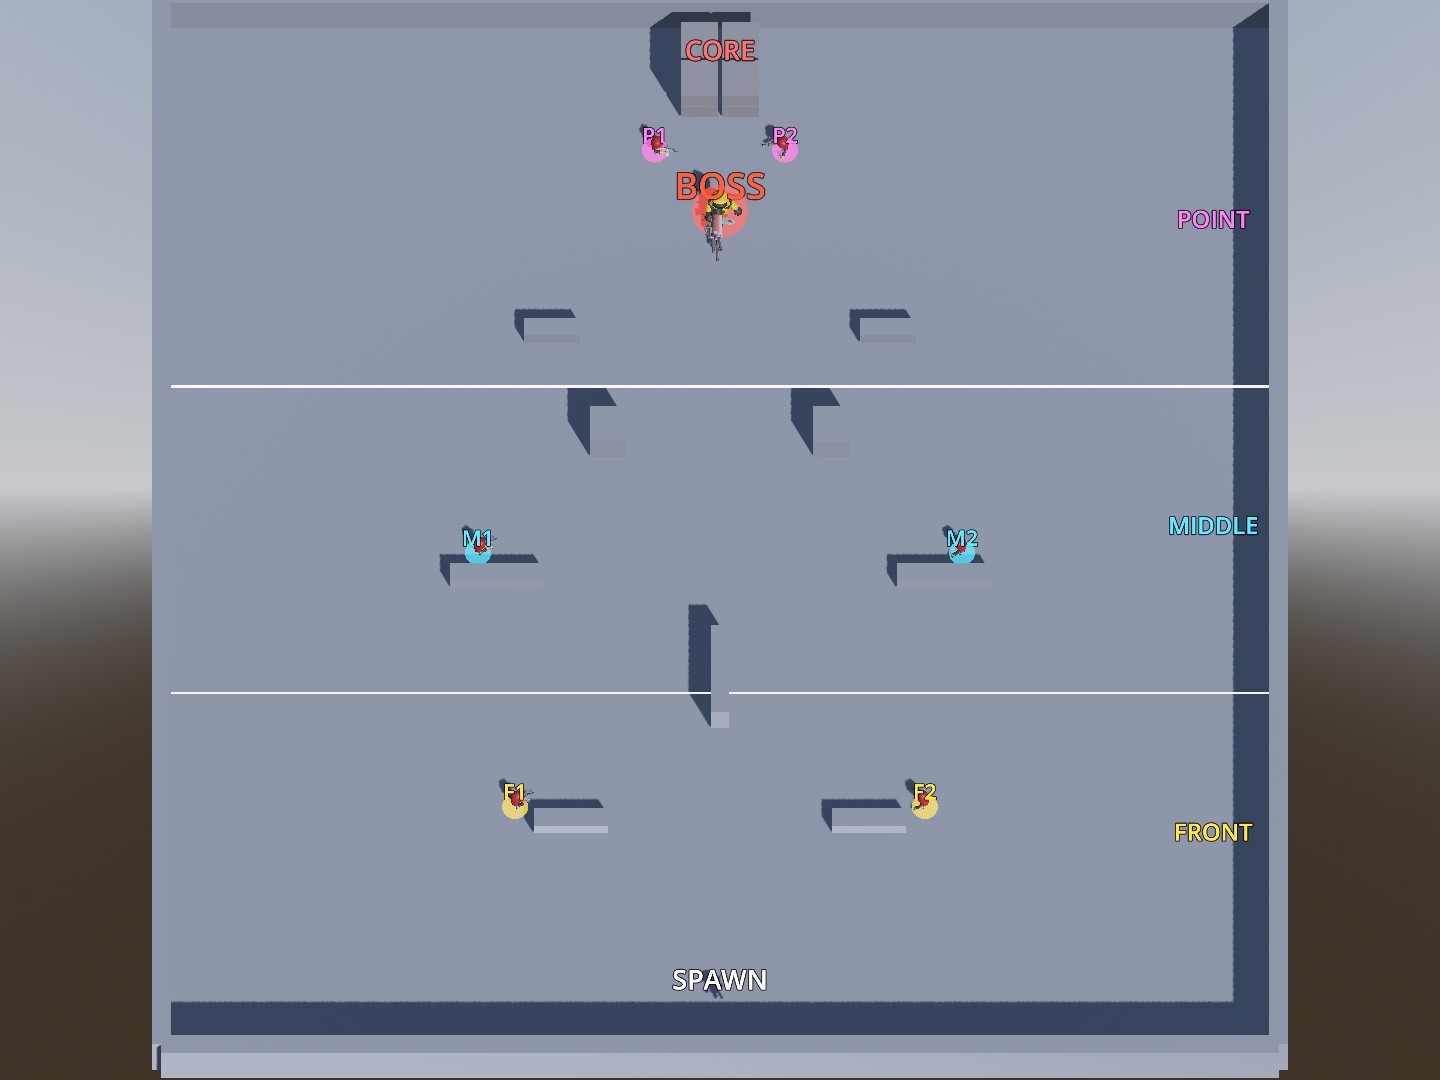 CORE
P1
P2
BOSS
POINT
M1
M2
MIDDLE
F1
F2
FRONT
SPAWN